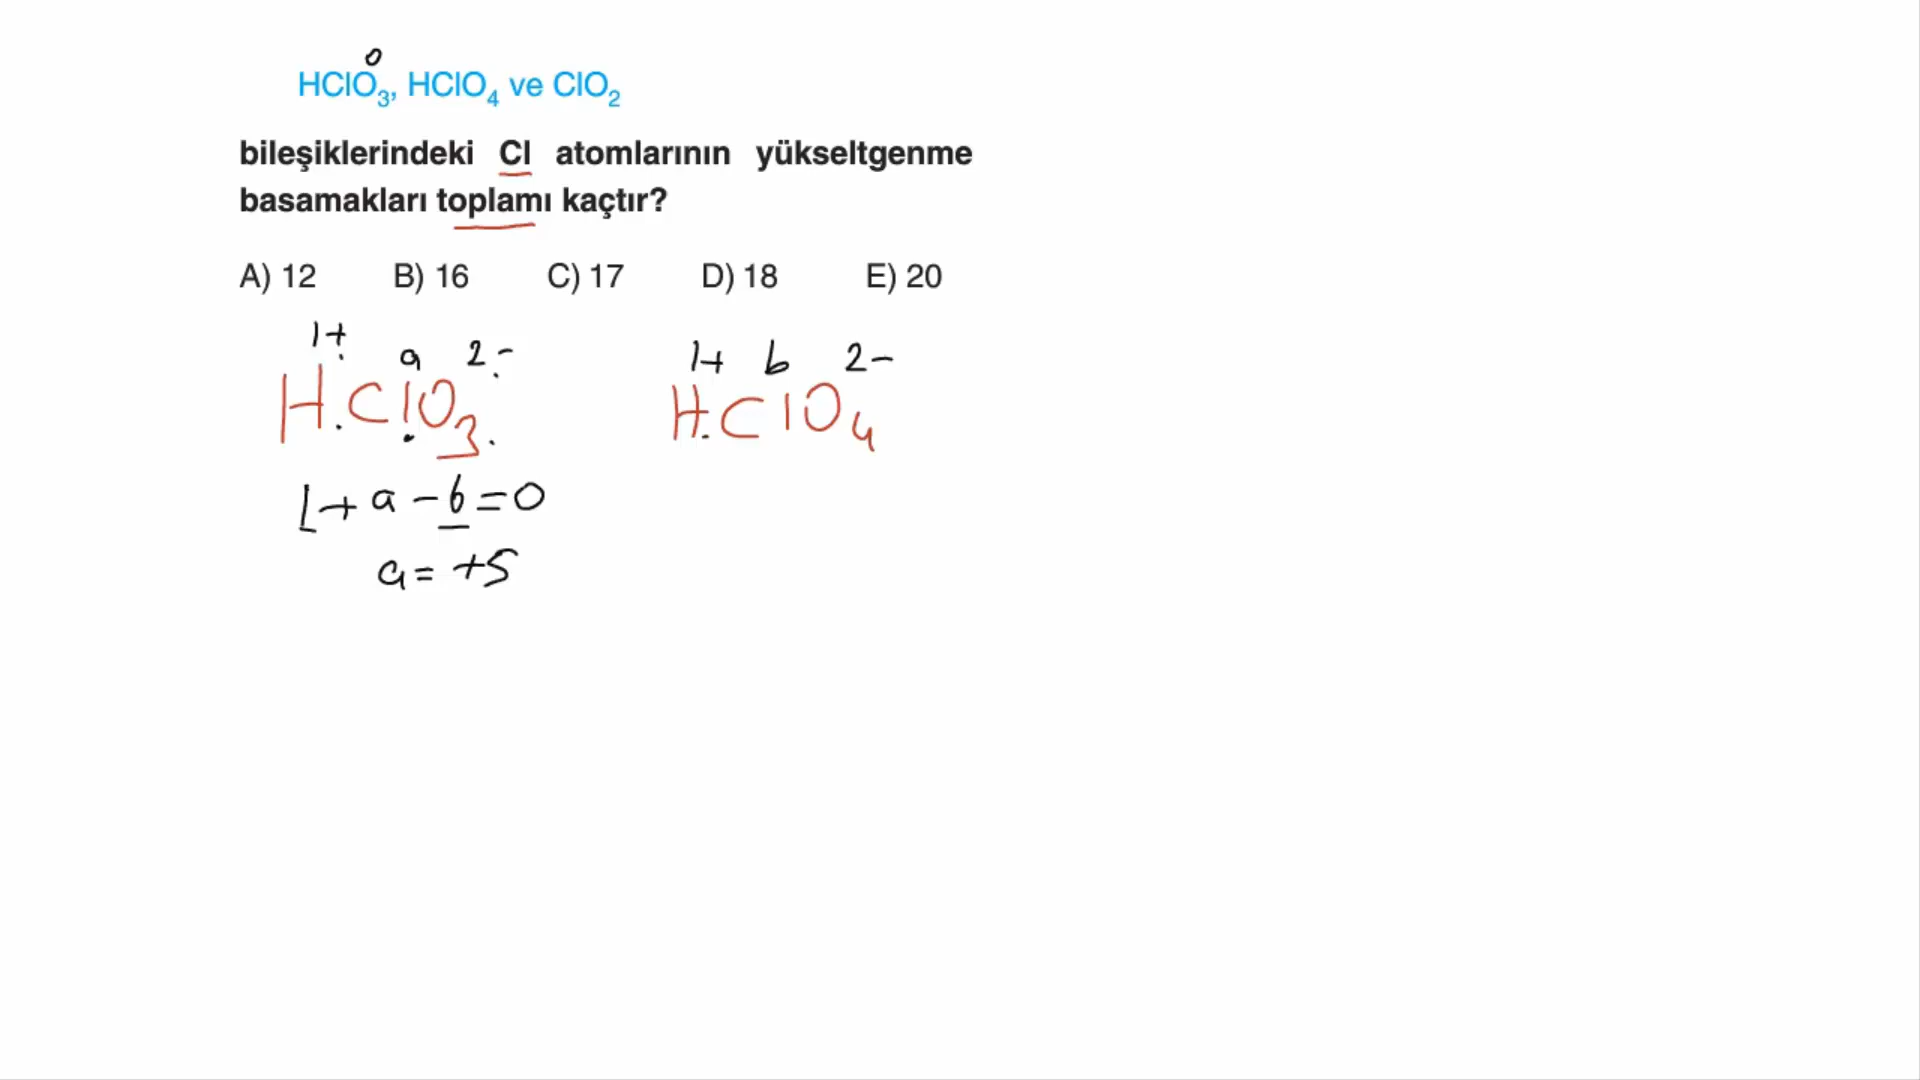 0
HClO₃, HClO₄ ve ClO₂
bileşiklerindeki Cl atomlarının yükseltgenme
basamakları toplamı kaçtır?
A) 12 B) 16 C) 17 D) 18 E) 20
1+ a 2-
H.ClO3.
1+a-6=0
a=+5
1+ b 2-
H.ClO4